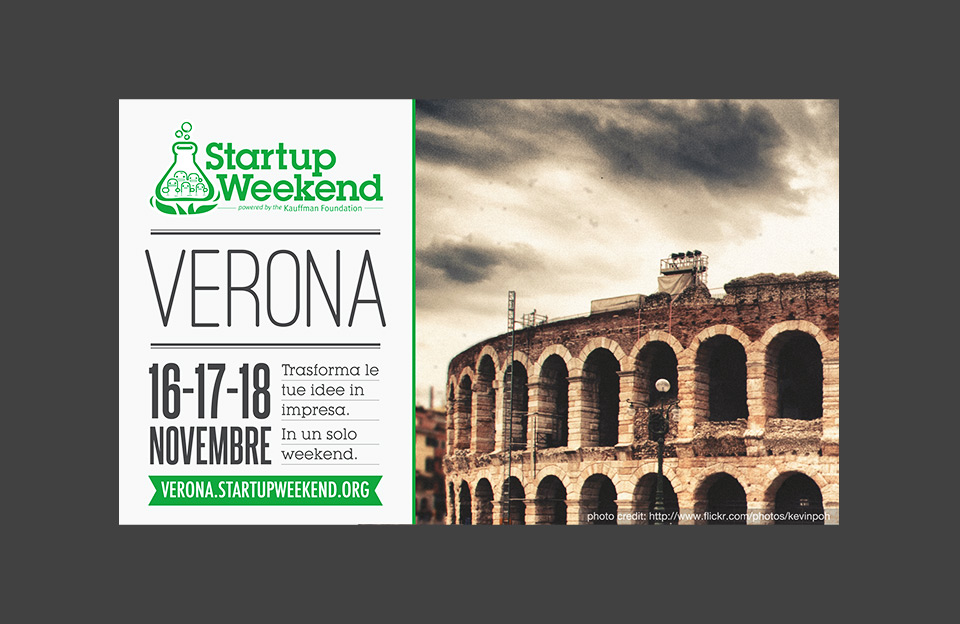 Startup
Weekend
powered by the Kauffman Foundation
VERONA
16-17-18
NOVEMBRE
Trasforma le
tue idee in
impresa.
In un solo
weekend.
VERONA.STARTUPWEEKEND.ORG
photo credit: http://www.flickr.com/photos/kevinpoh